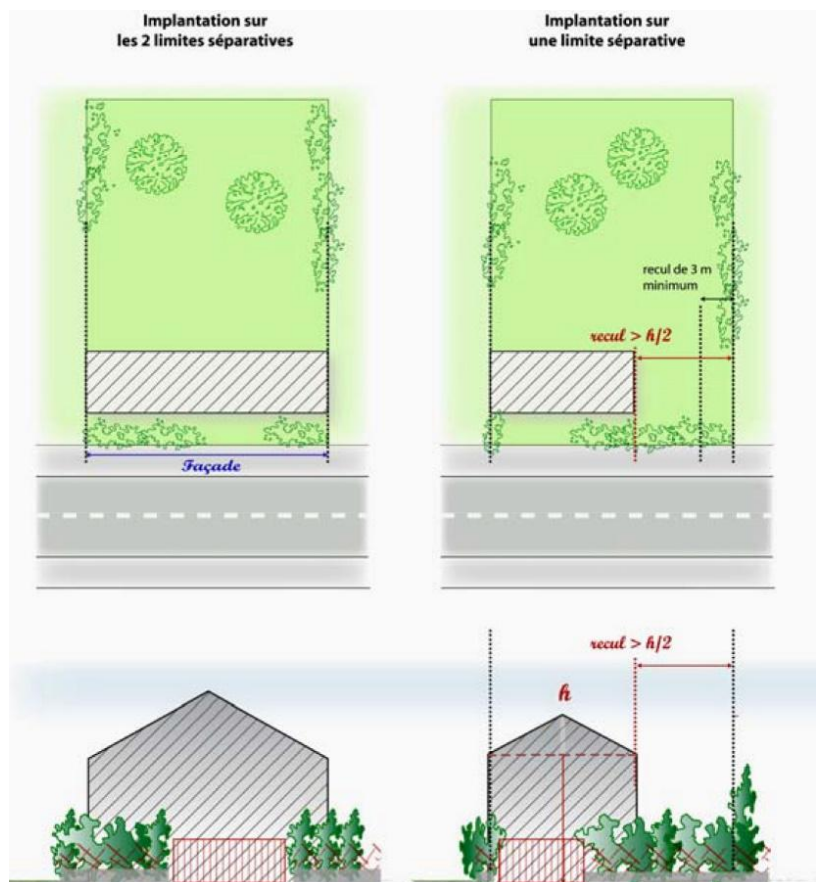 Implantation sur
les 2 limites séparatives
Implantation sur
une limite séparative
recul de 3 m
minimum
recul > h/2
Façade
recul > h/2
h